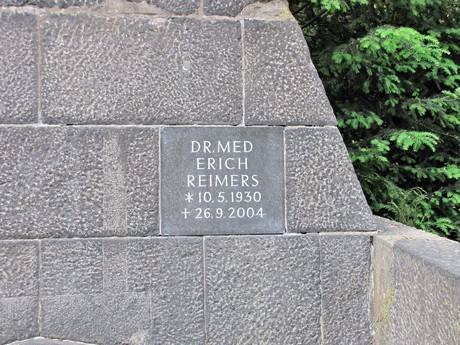 DR.MED
ERICH
REIMERS
* 10.5.1930
† 26.9.2004